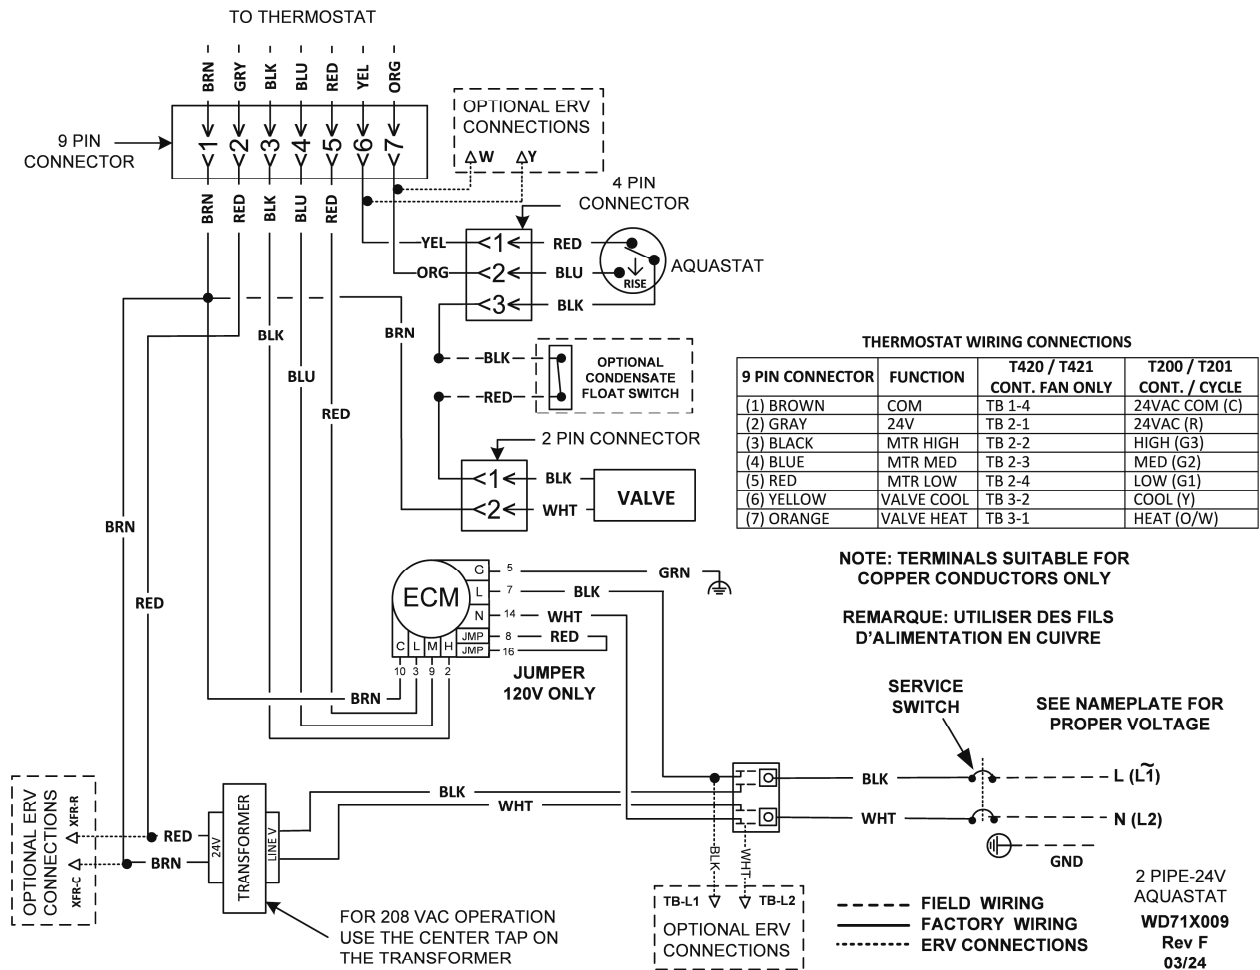 TO THERMOSTAT
BRN GRY BLK BLU RED YEL ORG
9 PIN
CONNECTOR
1 2 3 4 5 6 7
BRN RED BLK BLU RED
OPTIONAL ERV
CONNECTIONS
W Y
4 PIN
CONNECTOR
YEL 1 RED
ORG 2 BLU
3 BLK
RISE
AQUASTAT
BRN
BLK
BLU
RED
BLK
RED
OPTIONAL
CONDENSATE
FLOAT SWITCH
2 PIN CONNECTOR
1 BLK
2 WHT
VALVE
THERMOSTAT WIRING CONNECTIONS
9 PIN CONNECTOR FUNCTION T420 / T421 CONT. FAN ONLY T200 / T201 CONT. / CYCLE
(1) BROWN COM TB 1-4 24VAC COM (C)
(2) GRAY 24V TB 2-1 24VAC (R)
(3) BLACK MTR HIGH TB 2-2 HIGH (G3)
(4) BLUE MTR MED TB 2-3 MED (G2)
(5) RED MTR LOW TB 2-4 LOW (G1)
(6) YELLOW VALVE COOL TB 3-2 COOL (Y)
(7) ORANGE VALVE HEAT TB 3-1 HEAT (O/W)
NOTE: TERMINALS SUITABLE FOR
COPPER CONDUCTORS ONLY
REMARQUE: UTILISER DES FILS
D'ALIMENTATION EN CUIVRE
BRN
RED
ECM
G 5 GRN
L 7 BLK
N 14 WHT
JMP 8 RED
JMP 16
C L M H
10 3 9 2
JUMPER
120V ONLY
BRN
SERVICE
SWITCH
SEE NAMEPLATE FOR
PROPER VOLTAGE
BLK L (L1)
~
WHT N (L2)
GND
BLK
WHT
OPTIONAL ERV
CONNECTIONS
XFR-R
XFR-C
RED
BRN
24V
TRANSFORMER
LINE V
FOR 208 VAC OPERATION
USE THE CENTER TAP ON
THE TRANSFORMER
BLK
WHT
TB-L1 TB-L2
OPTIONAL ERV
CONNECTIONS
FIELD WIRING
FACTORY WIRING
ERV CONNECTIONS
2 PIPE-24V
AQUASTAT
WD71X009
Rev F
03/24